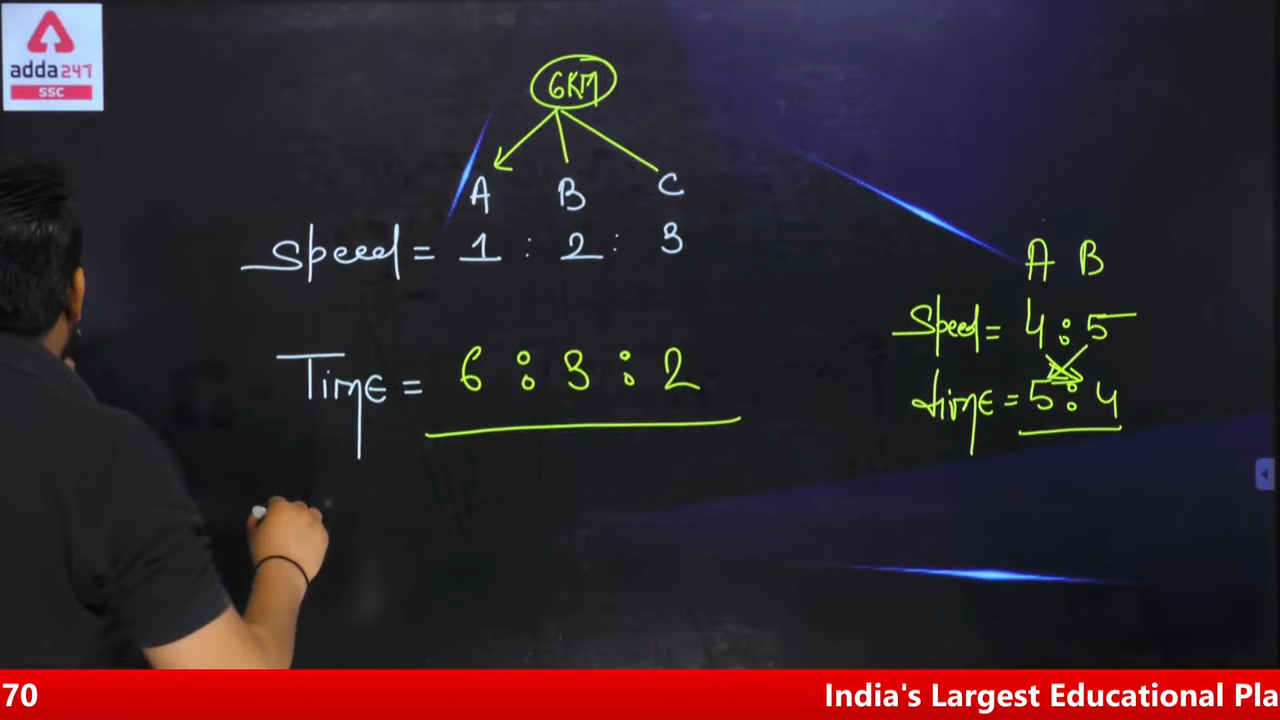 adda247
SSC
6KM
A B C
Speed = 1 : 2 : 3
Time = 6 : 3 : 2
A B
Speed = 4 : 5
time = 5 : 4
70
India's Largest Educational Pla